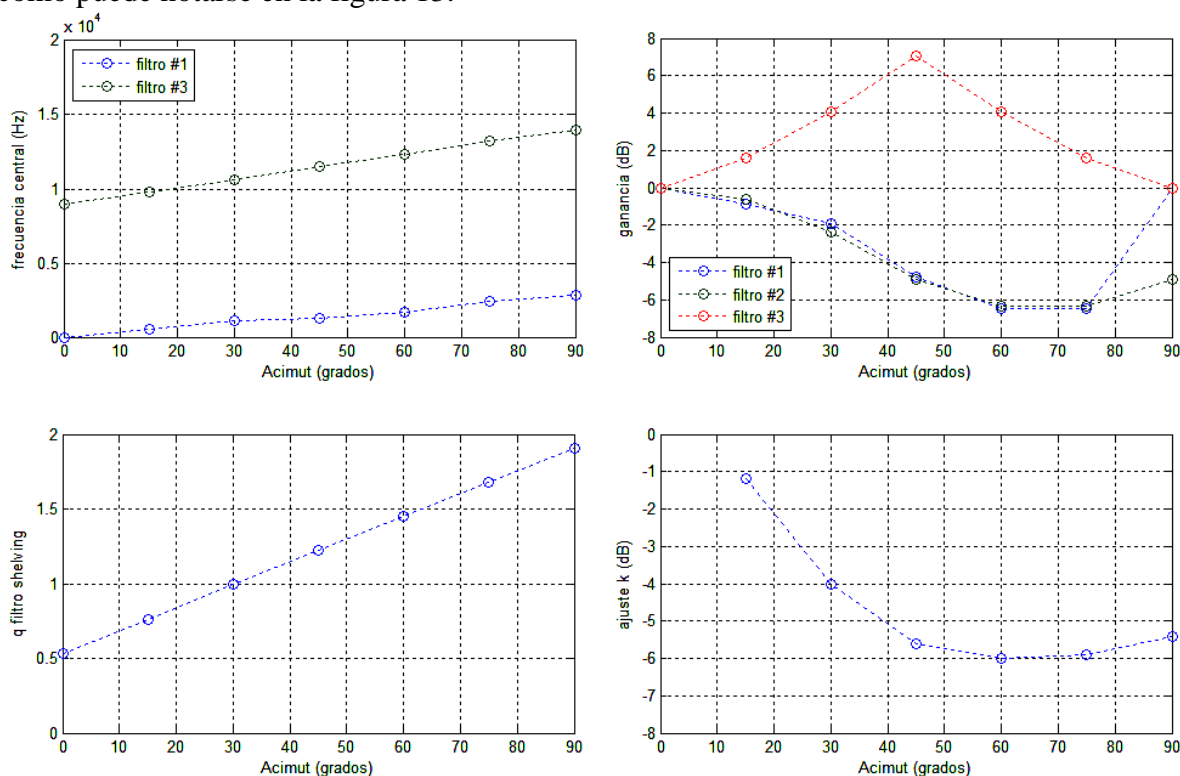 como puede notarse en la figura 13.
x 10^4
2
1.5
1
0.5
0
frecuencia central (Hz)
filtro #1
filtro #3
0 10 20 30 40 50 60 70 80 90
Acimut (grados)
8
6
4
2
0
-2
-4
-6
-8
ganancia (dB)
filtro #1
filtro #2
filtro #3
0 10 20 30 40 50 60 70 80 90
Acimut (grados)
2
1.5
1
0.5
0
q filtro shelving
0 10 20 30 40 50 60 70 80 90
Acimut (grados)
0
-1
-2
-3
-4
-5
-6
-7
-8
ajuste k (dB)
0 10 20 30 40 50 60 70 80 90
Acimut (grados)